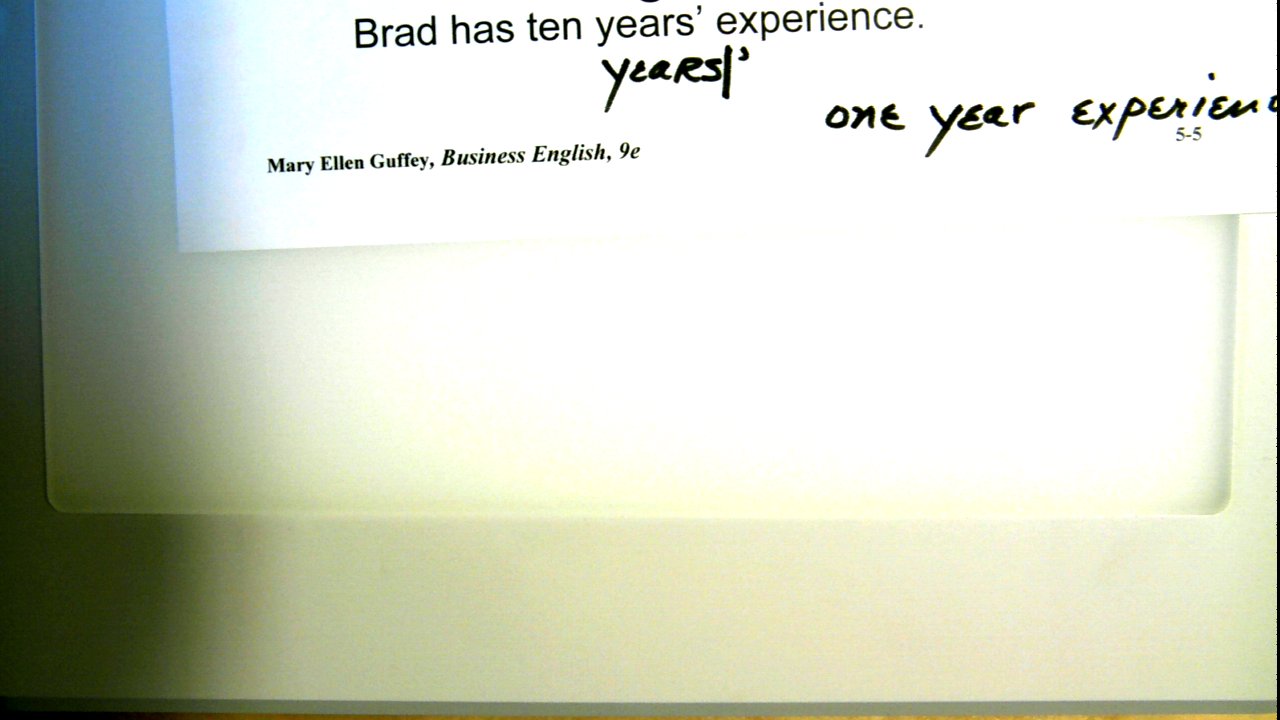 Brad has ten years’ experience.
years|’
one year
5-5
Mary Ellen Guffey, Business English, 9e